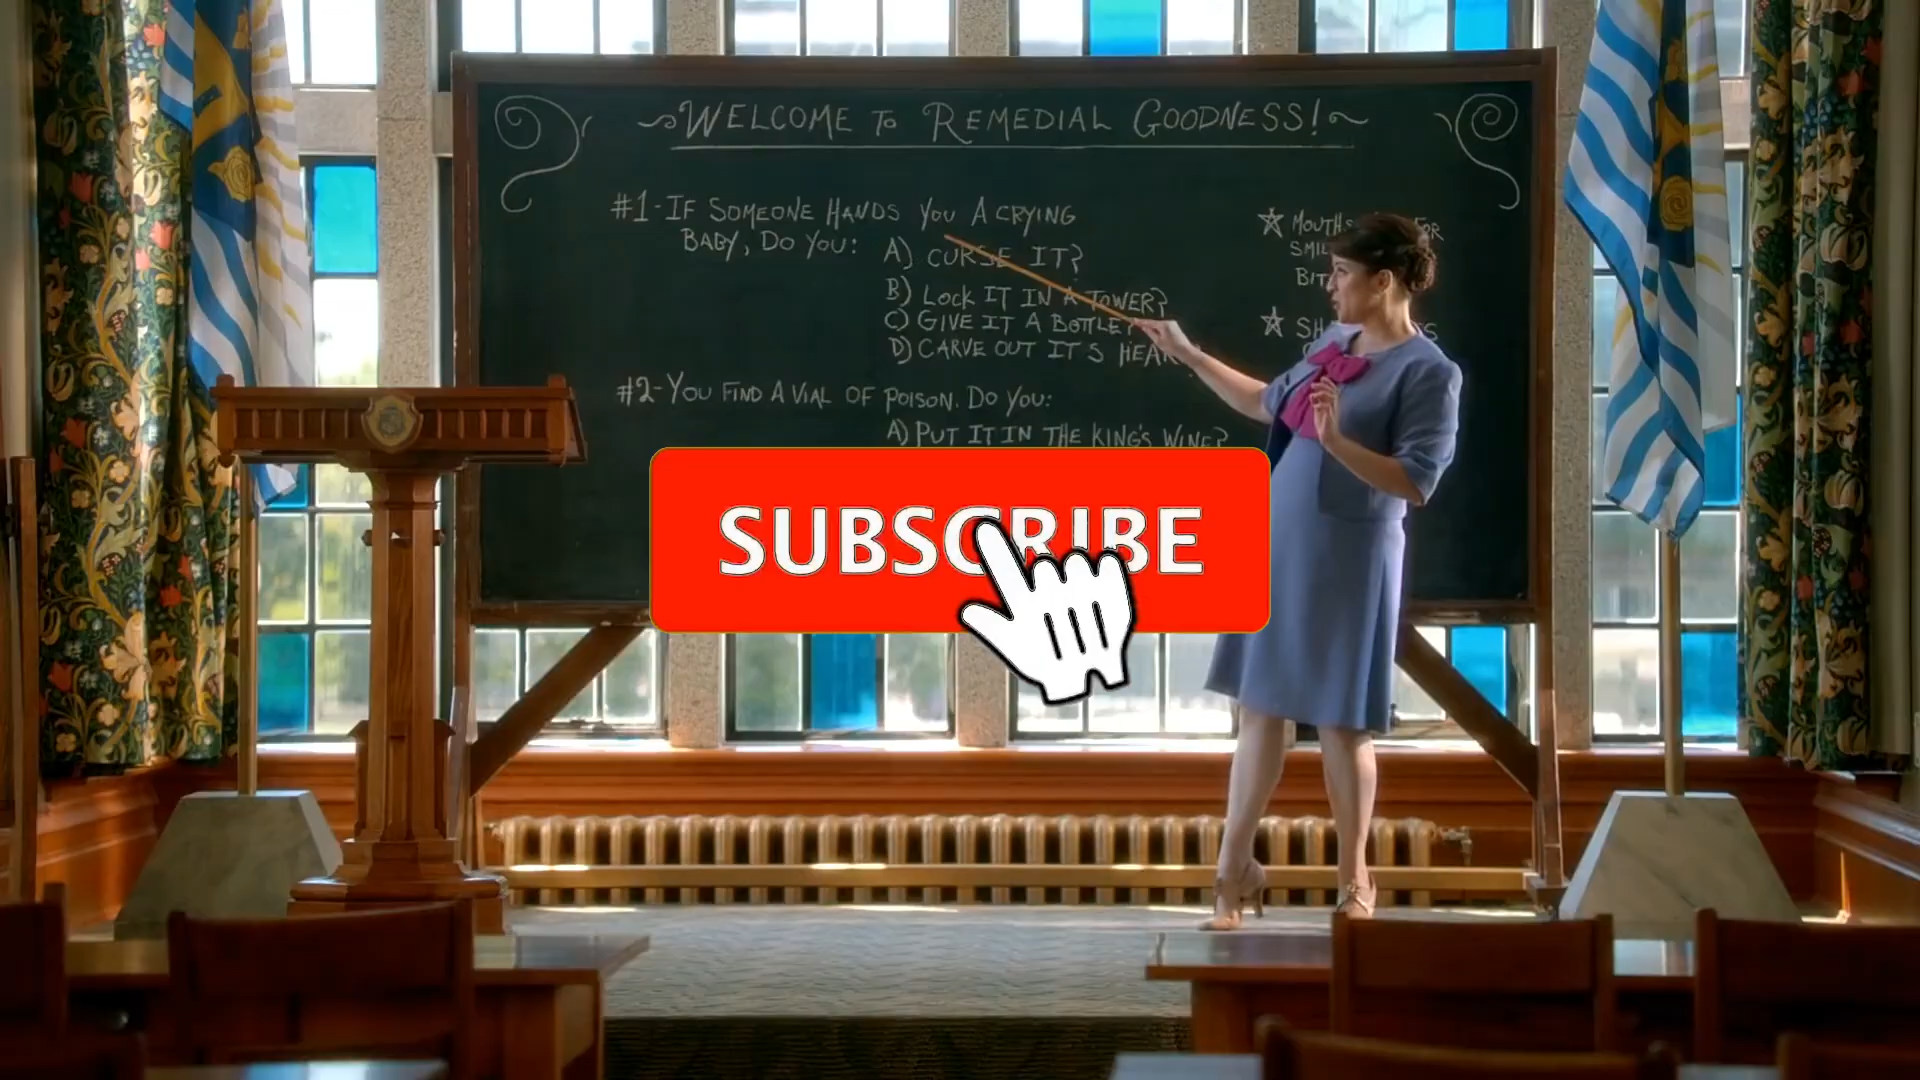 WELCOME TO REMEDIAL GOODNESS!
#1-IF SOMEONE HANDS YOU A CRYING
BABY, DO YOU:
A) CURSE IT?
B) LOCK IT IN A TOWER?
C) GIVE IT A BOTTLE?
D) CARVE OUT IT S
#2-YOU FIND A VIAL OF POISON. DO YOU:
A) PUT IT IN THE KING'S WINE?
SUBSCRIBE